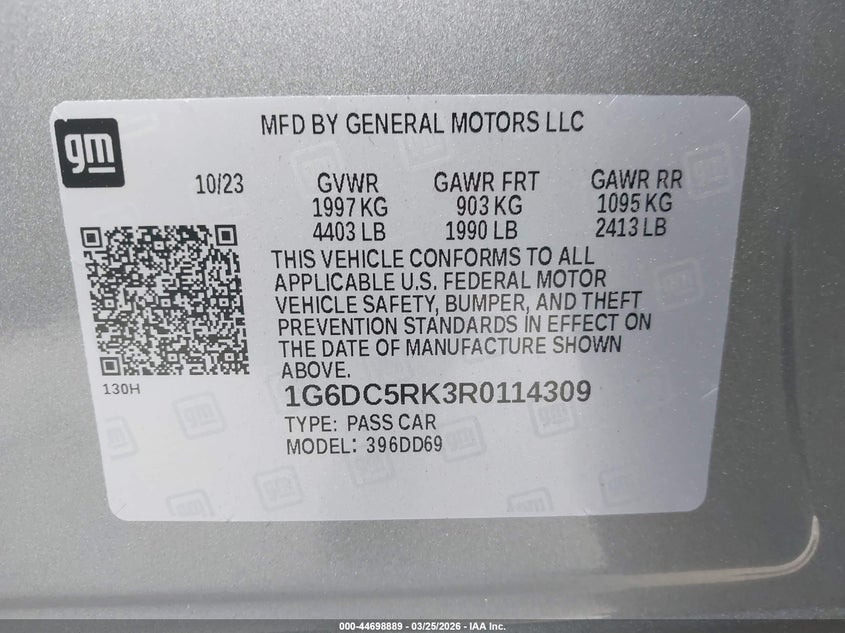 gm
MFD BY GENERAL MOTORS LLC
10/23 GVWR GAWR FRT GAWR RR
1997 KG 903 KG 1095 KG
4403 LB 1990 LB 2413 LB
THIS VEHICLE CONFORMS TO ALL
APPLICABLE U.S. FEDERAL MOTOR
VEHICLE SAFETY, BUMPER, AND THEFT
PREVENTION STANDARDS IN EFFECT ON
THE DATE OF MANUFACTURE SHOWN
ABOVE.
130H
1G6DC5RK3R0114309
TYPE: PASS CAR
MODEL: 396DD69
000-44698889 - 03/25/2026 - IAA Inc.